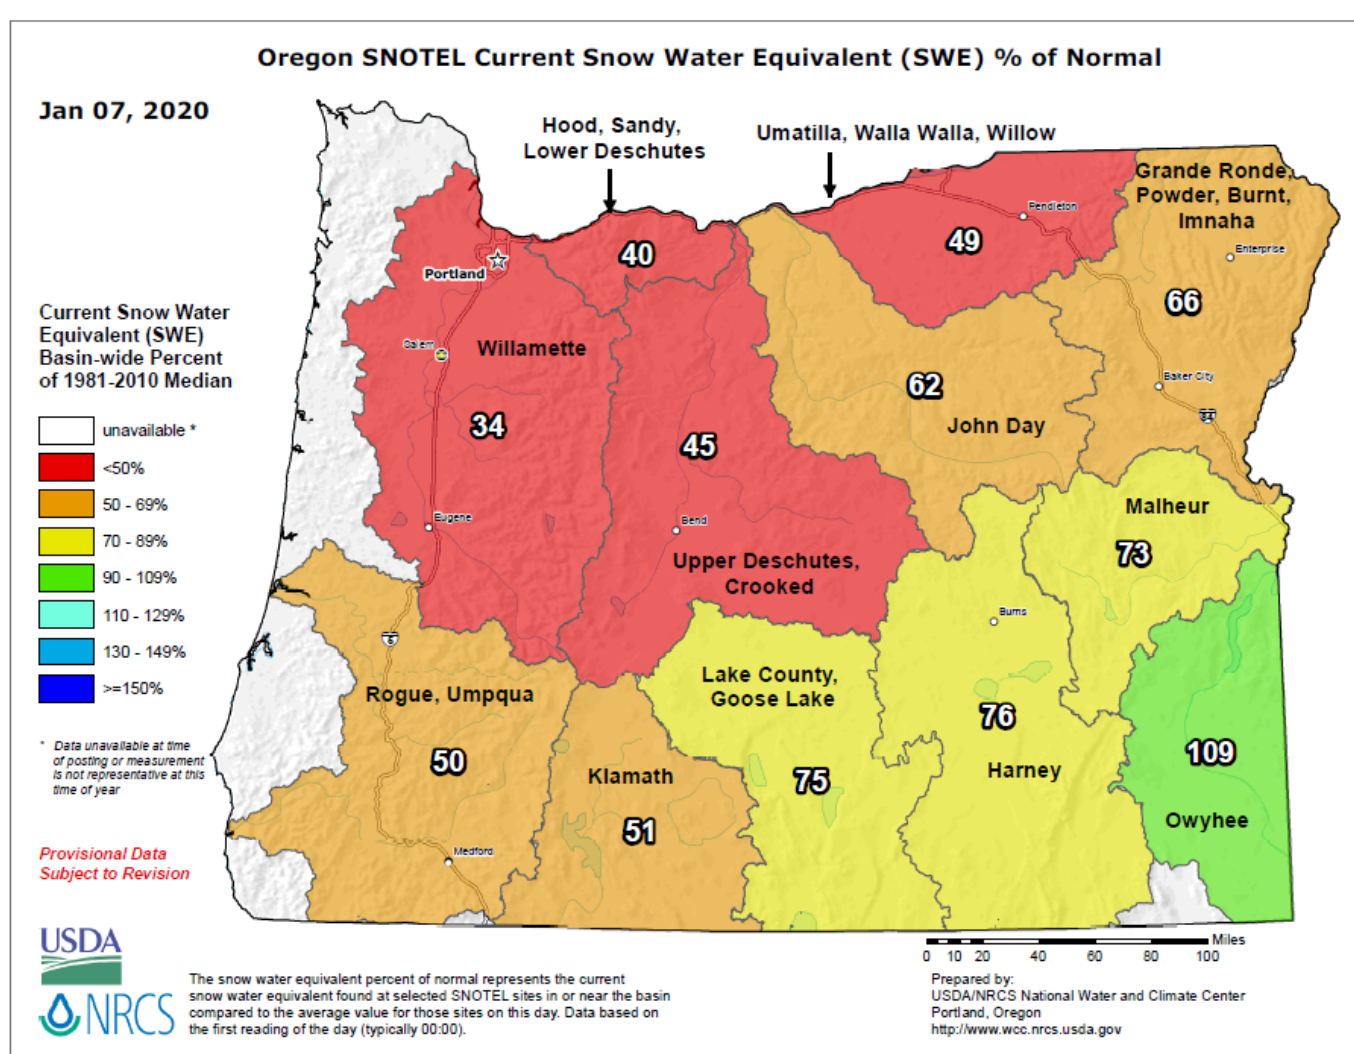 Oregon SNOTEL Current Snow Water Equivalent (SWE) % of Normal
Jan 07, 2020
Hood, Sandy,
Lower Deschutes
Umatilla, Walla Walla, Willow
Grande Ronde,
Powder, Burnt,
Imnaha
Pendleton
Enterprise
40
49
66
Portland
Current Snow Water
Equivalent (SWE)
Basin-wide Percent
of 1981-2010 Median
unavailable *
<50%
50 - 69%
70 - 89%
90 - 109%
110 - 129%
130 - 149%
>=150%
Salem
Willamette
34
45
62
John Day
Baker City
84
Eugene
Bend
Upper Deschutes,
Crooked
Malheur
73
Burns
5
Rogue, Umpqua
50
Klamath
51
Lake County,
Goose Lake
75
76
Harney
109
Owyhee
Medford
* Data unavailable at time
of posting or measurement
is not representative at this
time of year
Provisional Data
Subject to Revision
USDA
NRCS
The snow water equivalent percent of normal represents the current
snow water equivalent found at selected SNOTEL sites in or near the basin
compared to the average value for those sites on this day. Data based on
the first reading of the day (typically 00:00).
Miles
0 10 20 40 60 80 100
Prepared by:
USDA/NRCS National Water and Climate Center
Portland, Oregon
http://www.wcc.nrcs.usda.gov